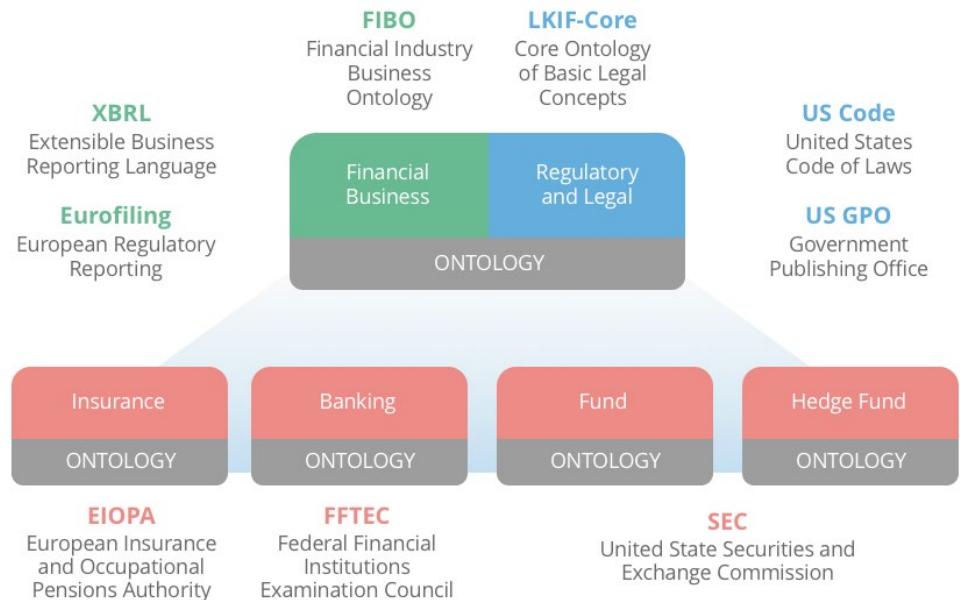 FIBO
Financial Industry
Business
Ontology
LKIF-Core
Core Ontology
of Basic Legal
Concepts
XBRL
Extensible Business
Reporting Language
Eurofiling
European Regulatory
Reporting
Financial
Business
Regulatory
and Legal
ONTOLOGY
US Code
United States
Code of Laws
US GPO
Government
Publishing Office
Insurance
ONTOLOGY
Banking
ONTOLOGY
Fund
ONTOLOGY
Hedge Fund
ONTOLOGY
EIOPA
European Insurance
and Occupational
Pensions Authority
FFTEC
Federal Financial
Institutions
Examination Council
SEC
United State Securities and
Exchange Commission